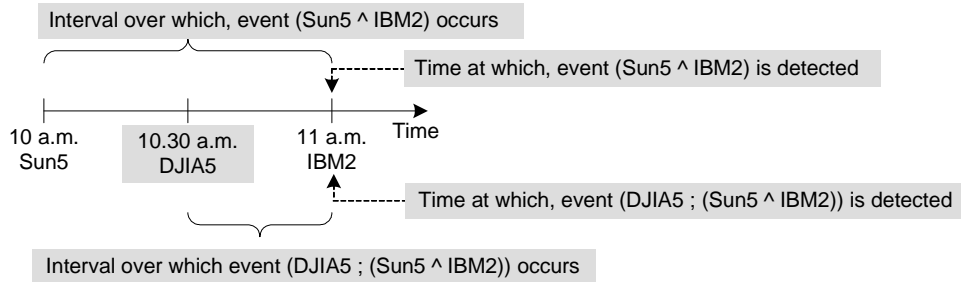 Interval over which, event (Sun5 ^ IBM2) occurs
Time at which, event (Sun5 ^ IBM2) is detected
Time
10 a.m.
Sun5
10.30 a.m.
DJIA5
11 a.m.
IBM2
Time at which, event (DJIA5 ; (Sun5 ^ IBM2)) is detected
Interval over which event (DJIA5 ; (Sun5 ^ IBM2)) occurs